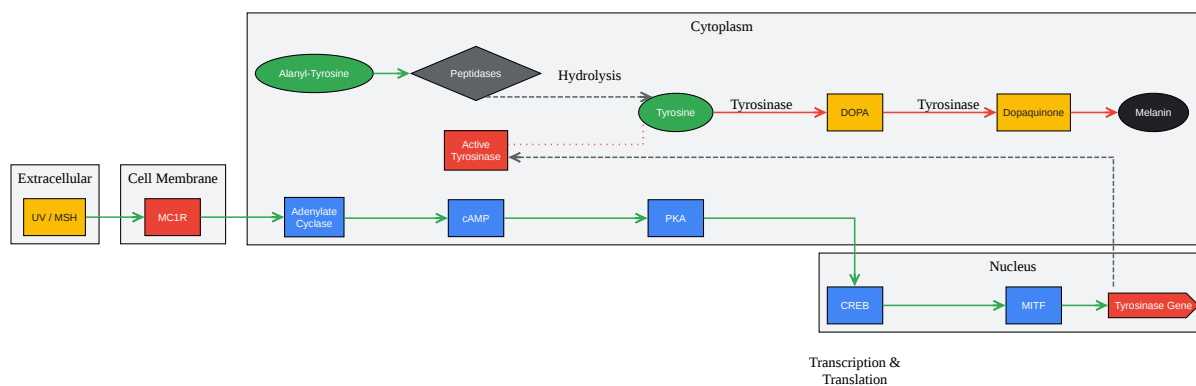 Cytoplasm
Alanyl-Tyrosine
Peptidases
Hydrolysis
Tyrosine
Tyrosinase
DOPA
Tyrosinase
Dopaquinone
Melanin
Active
Tyrosinase
Extracellular
UV / MSH
Cell Membrane
MC1R
Adenylate
Cyclase
cAMP
PKA
Nucleus
CREB
MITF
Tyrosinase Gene
Transcription &
Translation